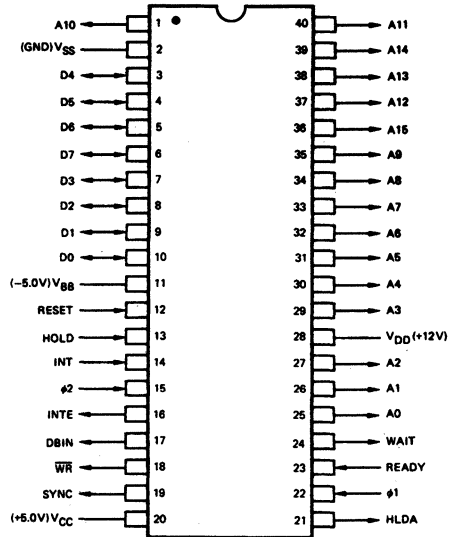 A10 1 40 A11
(GND) VSS 2 39 A14
D4 3 38 A13
D5 4 37 A12
D6 5 36 A15
D7 6 35 A9
D3 7 34 A8
D2 8 33 A7
D1 9 32 A6
D0 10 31 A5
(−5.0V) VBB 11 30 A4
RESET 12 29 A3
HOLD 13 28 VDD (+12V)
INT 14 27 A2
ϕ2 15 26 A1
INTE 16 25 A0
DBIN 17 24 WAIT
W̅R̅ 18 23 READY
SYNC 19 22 ϕ1
(+5.0V) VCC 20 21 HLDA